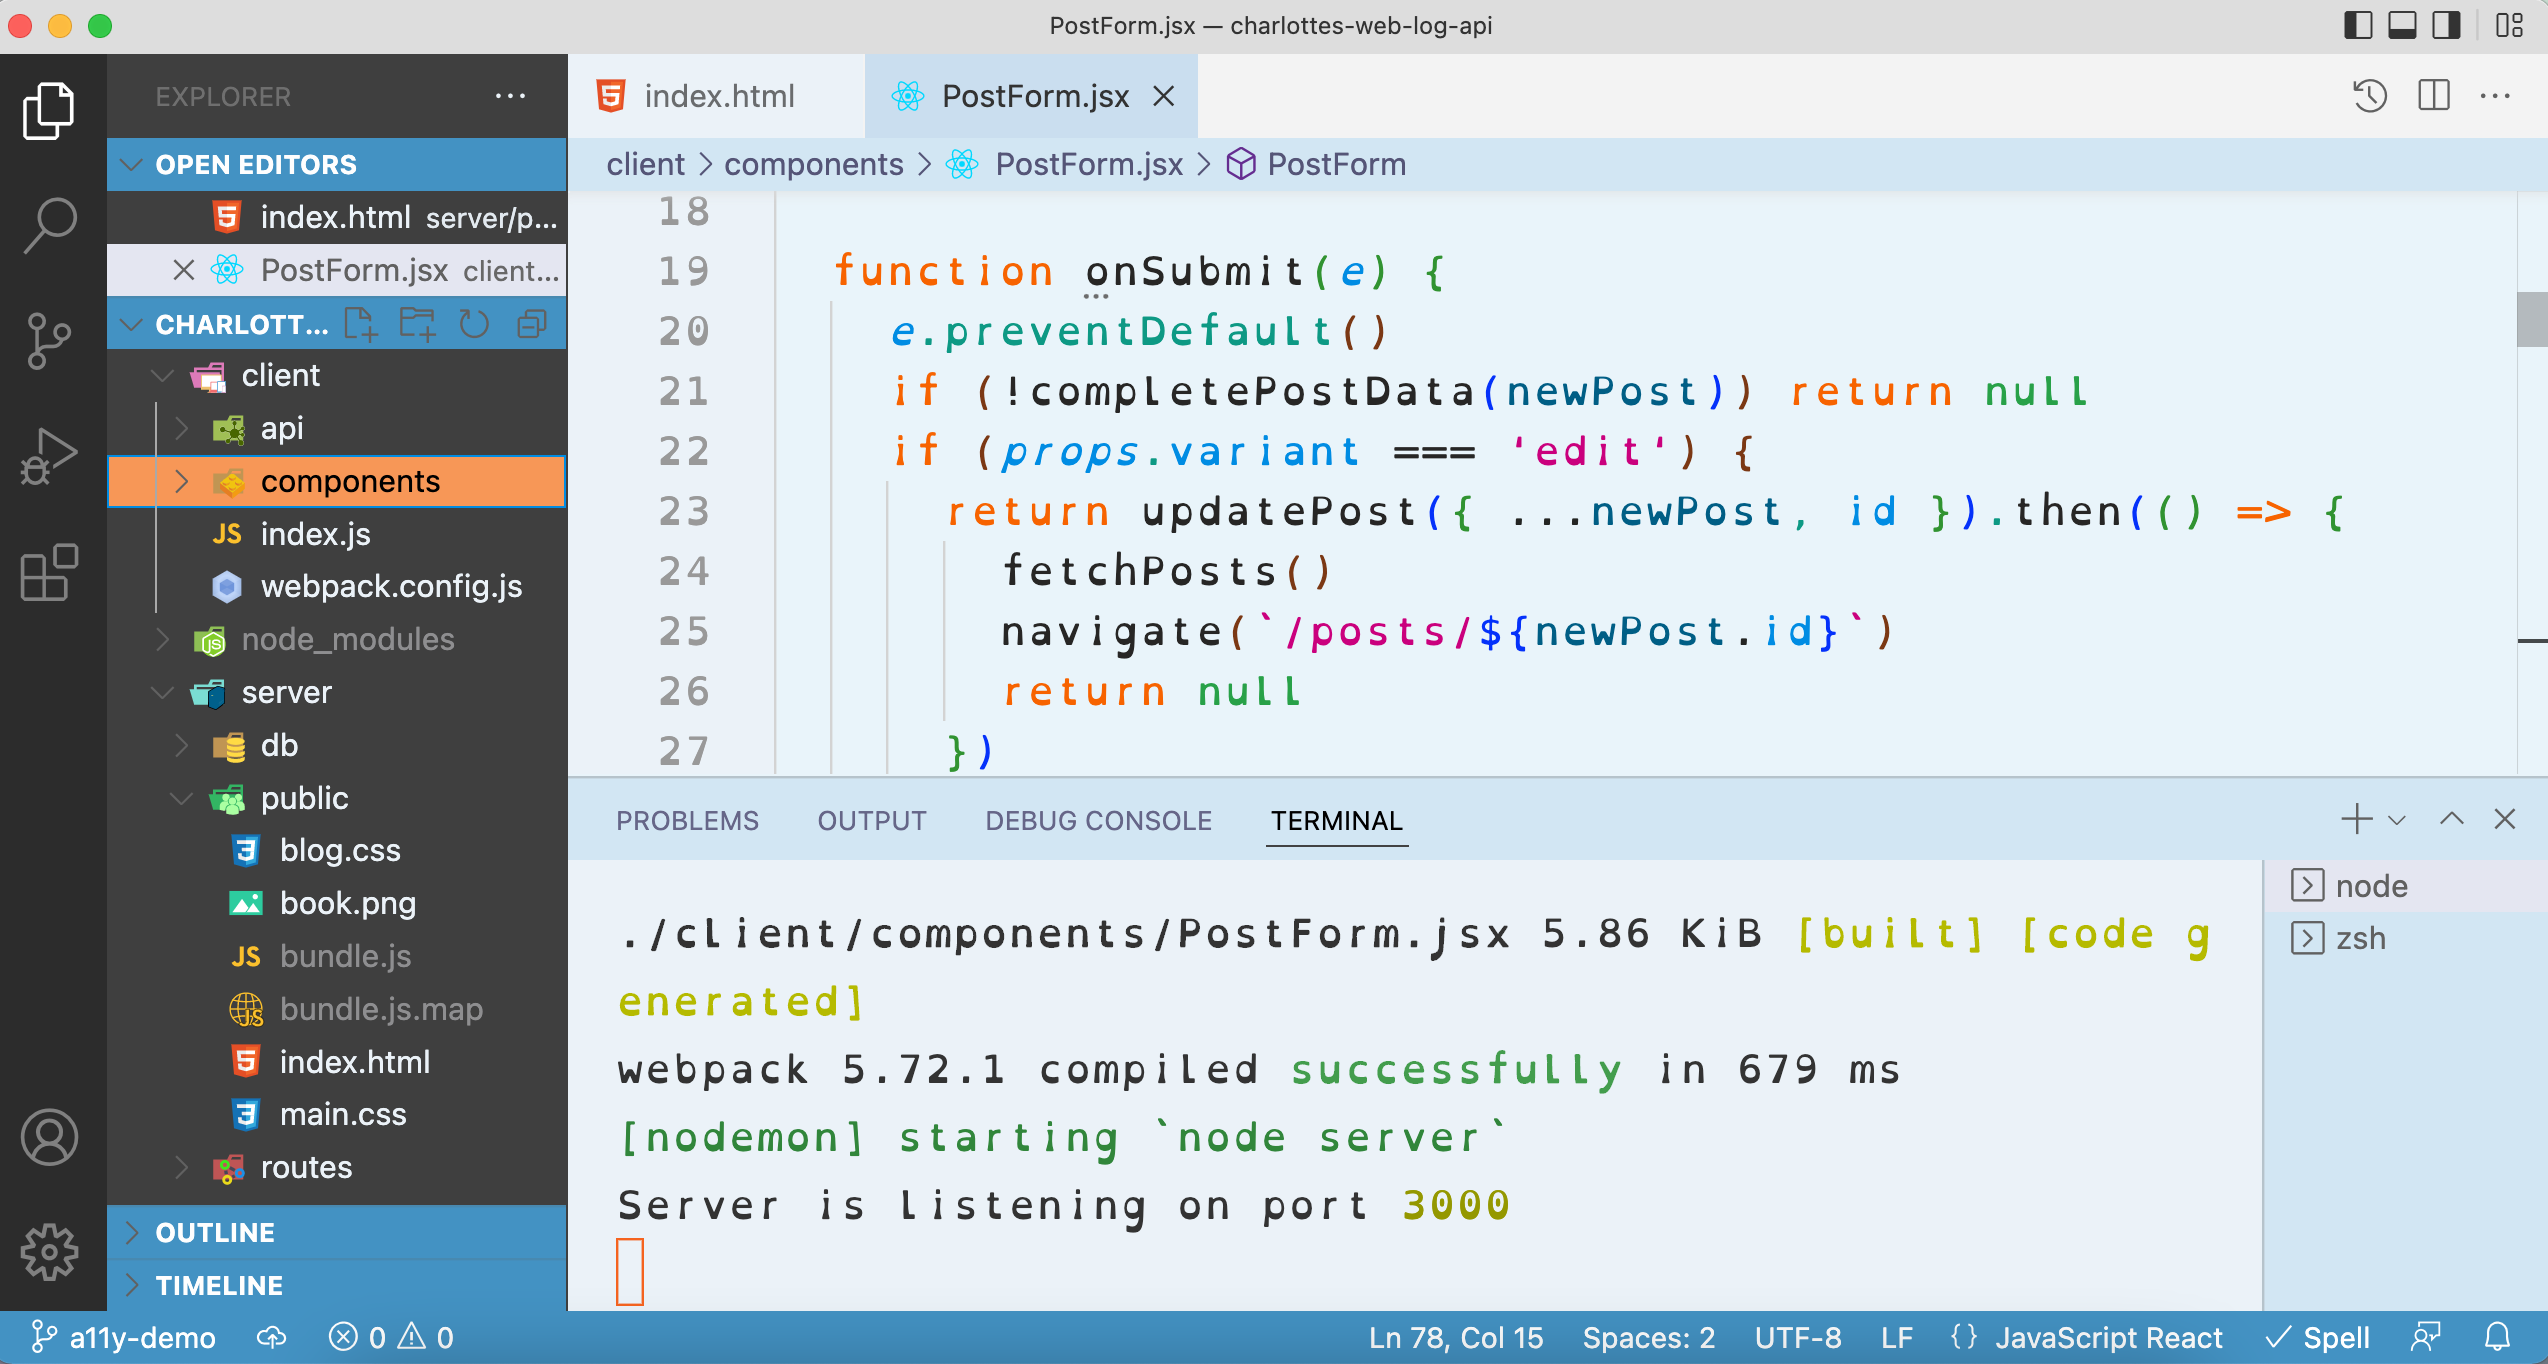 PostForm.jsx — charlottes-web-log-api
EXPLORER
OPEN EDITORS
index.html server/p...
PostForm.jsx client...
CHARLOTT...
client
api
components
JS index.js
webpack.config.js
node_modules
server
db
public
blog.css
book.png
JS bundle.js
bundle.js.map
index.html
main.css
routes
OUTLINE
TIMELINE
index.html PostForm.jsx
client > components > PostForm.jsx > PostForm
18
19 function onSubmit(e) {
20 e.preventDefault()
21 if (!completePostData(newPost)) return null
22 if (props.variant === 'edit') {
23 return updatePost({ ...newPost, id }).then(() => {
24 fetchPosts()
25 navigate(`/posts/${newPost.id}`)
26 return null
27 })
PROBLEMS OUTPUT DEBUG CONSOLE TERMINAL
./client/components/PostForm.jsx 5.86 KiB [built] [code g
enerated]
webpack 5.72.1 compiled successfully in 679 ms
[nodemon] starting `node server`
Server is listening on port 3000
node
zsh
a11y-demo 0 0 Ln 78, Col 15 Spaces: 2 UTF-8 LF {} JavaScript React Spell